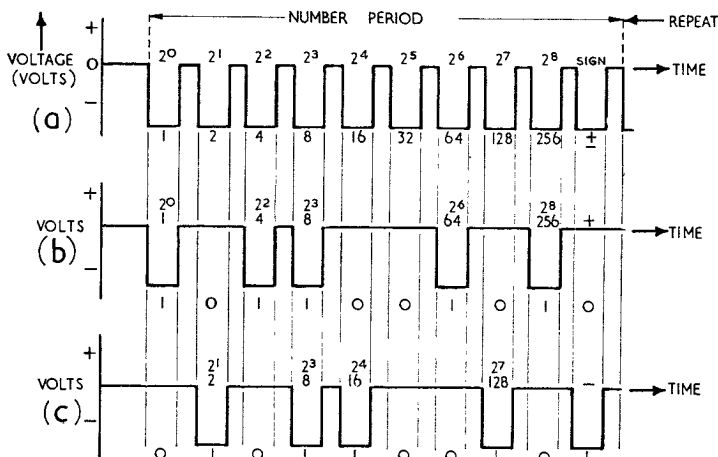 + NUMBER PERIOD REPEAT
VOLTAGE (VOLTS) O 2⁰ 2¹ 2² 2³ 2⁴ 2⁵ 2⁶ 2⁷ 2⁸ SIGN TIME
−
(a) 1 2 4 8 16 32 64 128 256 ±
+ 2⁰ 2² 2³ 2⁶ 2⁸
VOLTS 1 4 8 64 256 + TIME
(b) −
1 0 1 1 0 0 1 0 1 0
+ 2¹ 2³ 2⁴ 2⁷
VOLTS 2 8 16 128 − TIME
(c) −
0 1 0 1 1 0 0 1 0 1